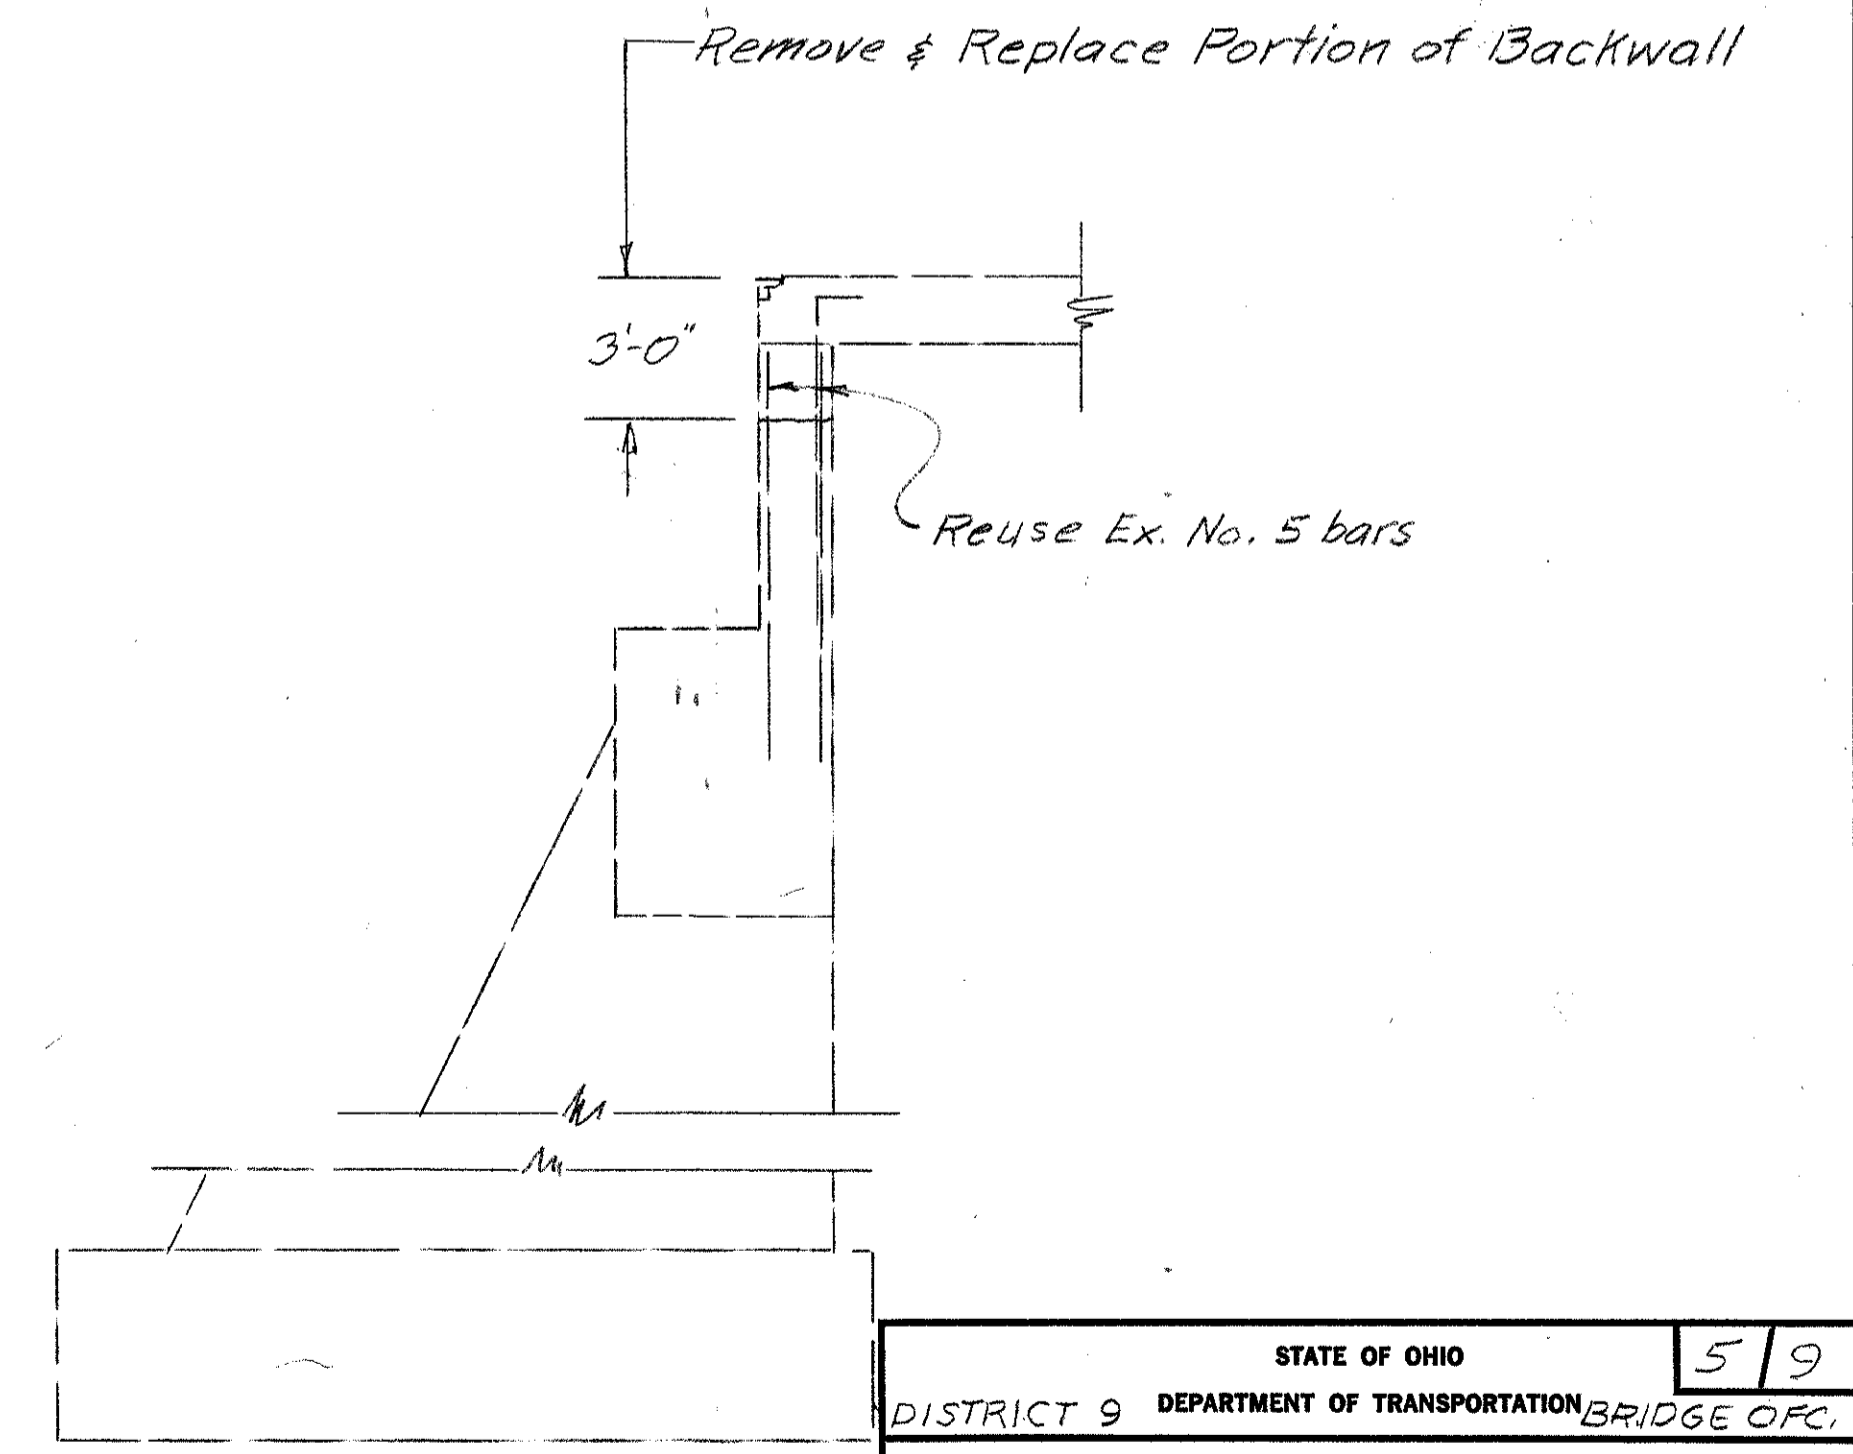 Remove & Replace Portion of Backwall
3'-0"
Reuse Ex. No. 5 bars
STATE OF OHIO
5/9
DISTRICT 9 DEPARTMENT OF TRANSPORTATION BRIDGE OFC.